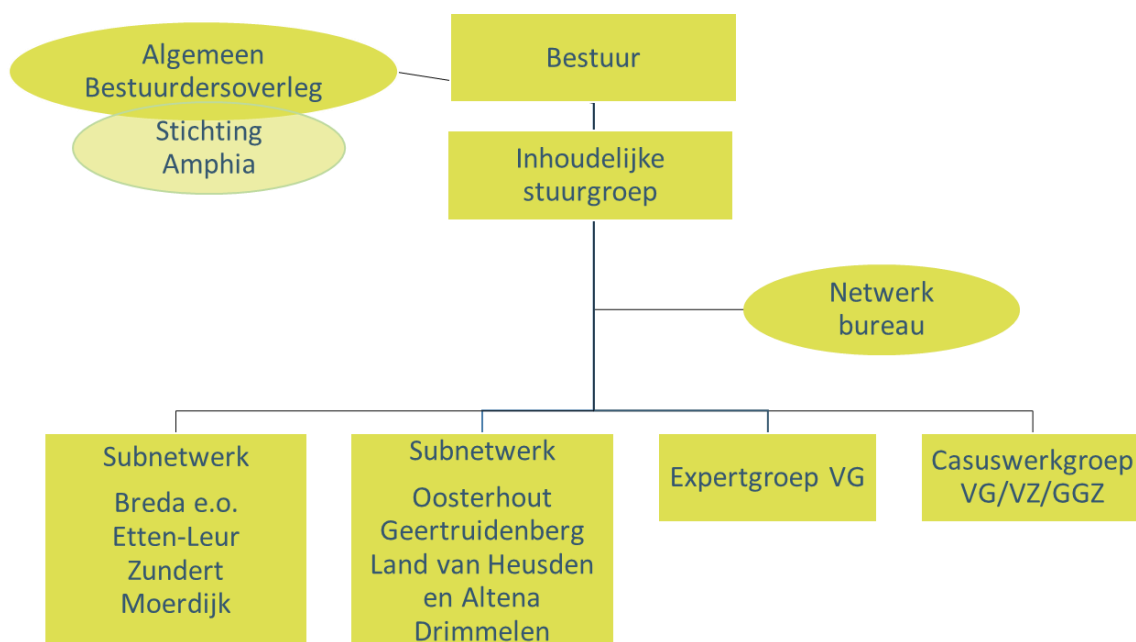 Algemeen
Bestuurdersoverleg
Stichting
Amphia
Bestuur
Inhoudelijke
stuurgroep
Netwerk
bureau
Subnetwerk
Breda e.o.
Etten-Leur
Zundert
Moerdijk
Subnetwerk
Oosterhout
Geertruidenberg
Land van Heusden
en Altena
Drimmelen
Expertgroep VG
Casuswerkgroep
VG/VZ/GGZ